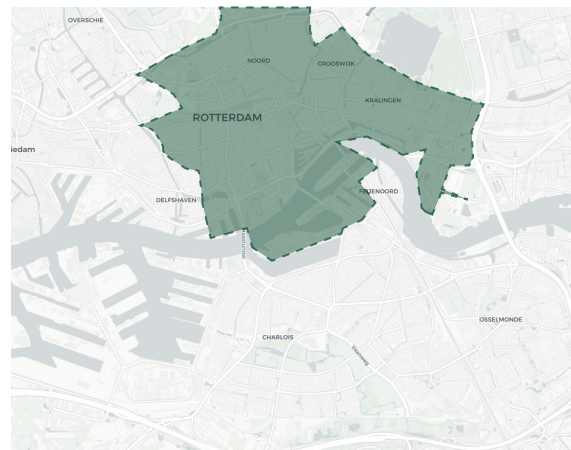 OVERSCHIE
NOORD
CROOSWIJK
KRALINGEN
ROTTERDAM
iedam
DELFSHAVEN
FEIJENOORD
Maastunnel
CHARLOIS
Vaanweg
IJSSELMONDE